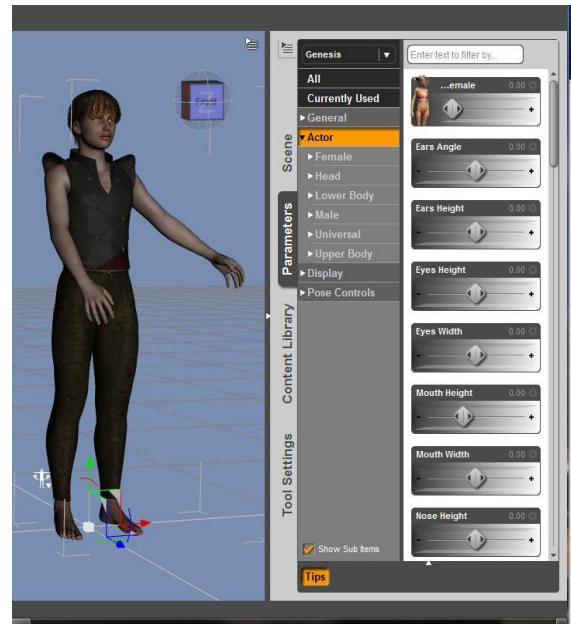 Front
Scene
Parameters
Content Library
Tool Settings
Genesis
All
Currently Used
General
Actor
Female
Head
Lower Body
Male
Universal
Upper Body
Display
Pose Controls
Show Sub Items
Tips
Enter text to filter by...
...emale 0.00
- +
Ears Angle 0.00
- +
Ears Height 0.00
- +
Eyes Height 0.00
- +
Eyes Width 0.00
- +
Mouth Height 0.00
- +
Mouth Width 0.00
- +
Nose Height 0.00
- +